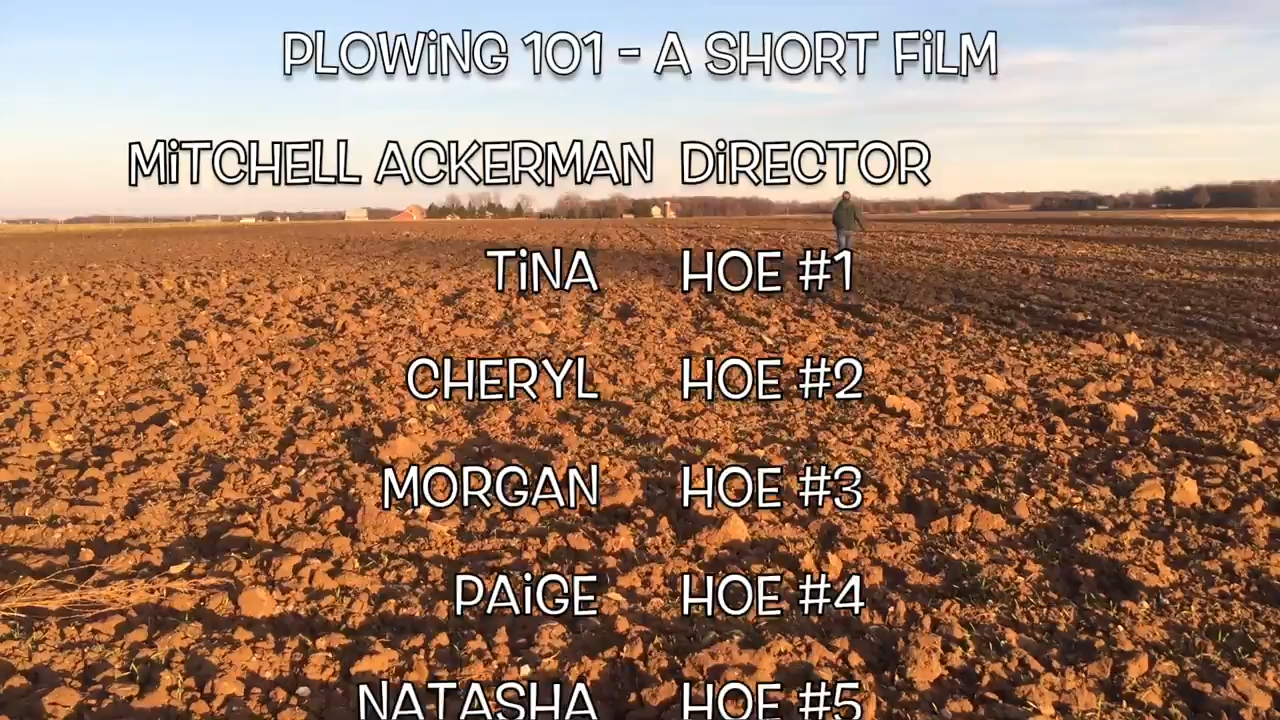 PLOWiNG 101 - A SHORT FiLM
MiTCHELL ACKERMAN DiRECTOR
TiNA HOE #1
CHERYL HOE #2
MORGAN HOE #3
PAiGE HOE #4
NATASHA HOE #5